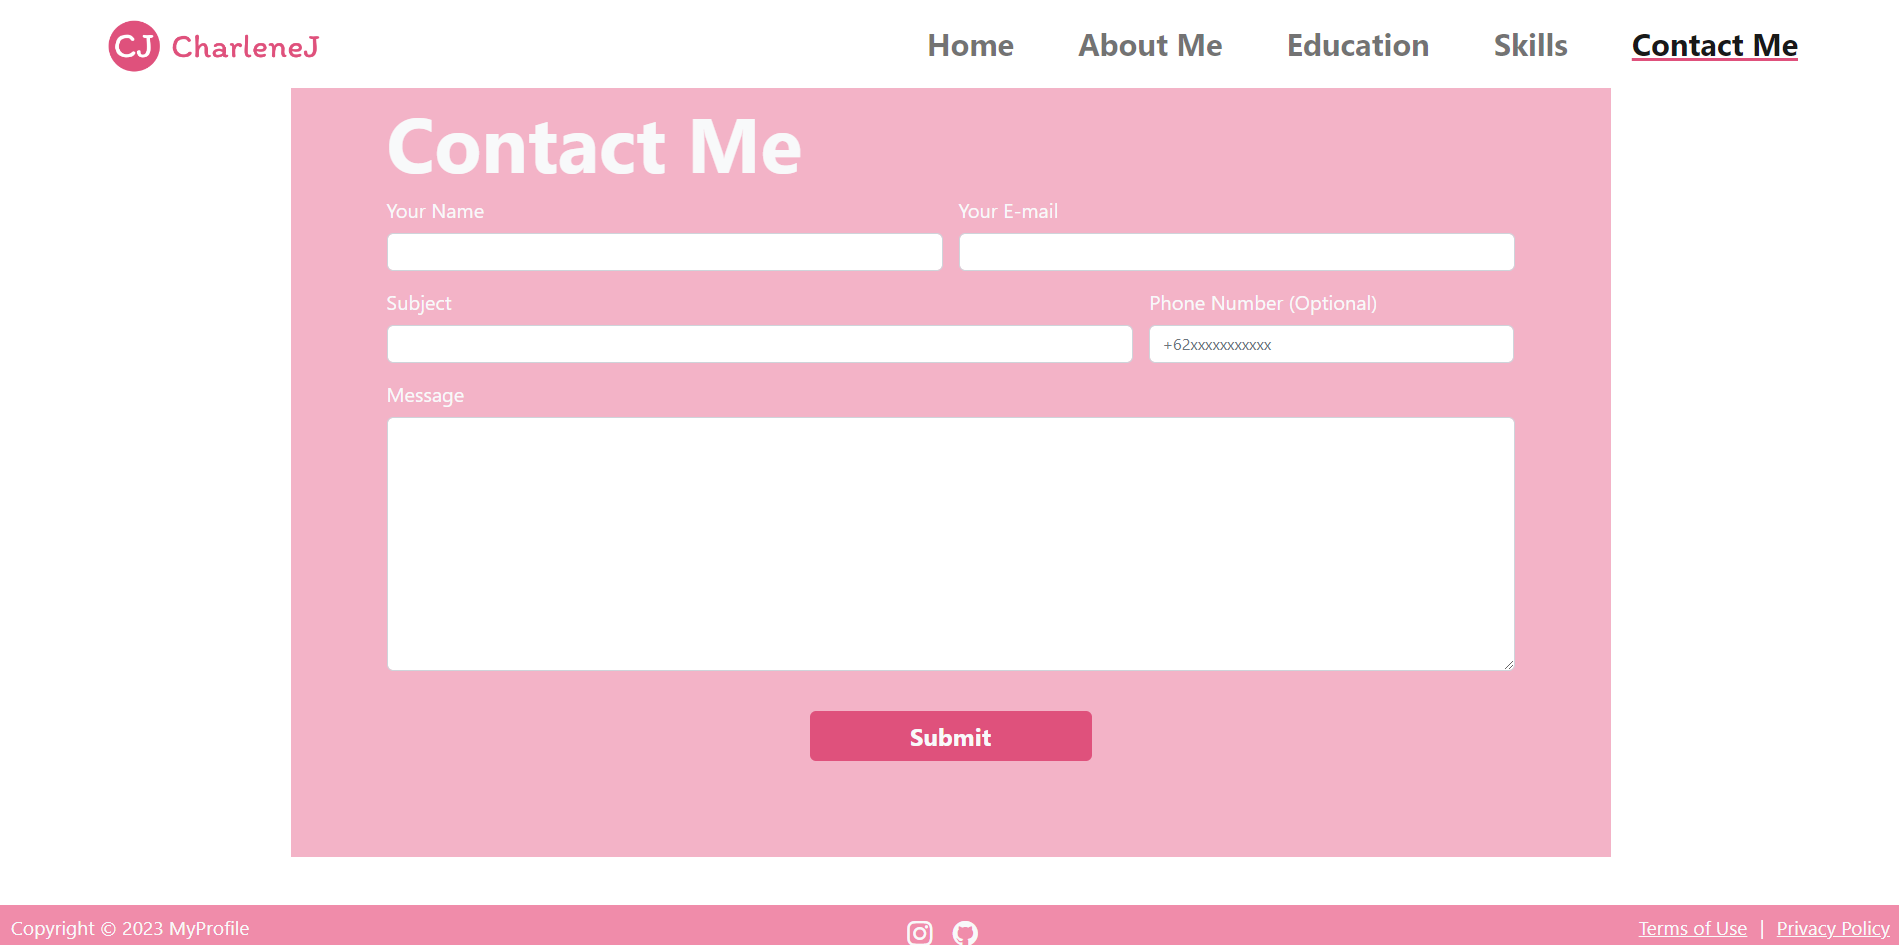 CJ CharleneJ
Home About Me Education Skills Contact Me
Contact Me
Your Name Your E-mail
Subject Phone Number (Optional)
+62xxxxxxxxxxx
Message
Submit
Copyright © 2023 MyProfile Terms of Use | Privacy Policy